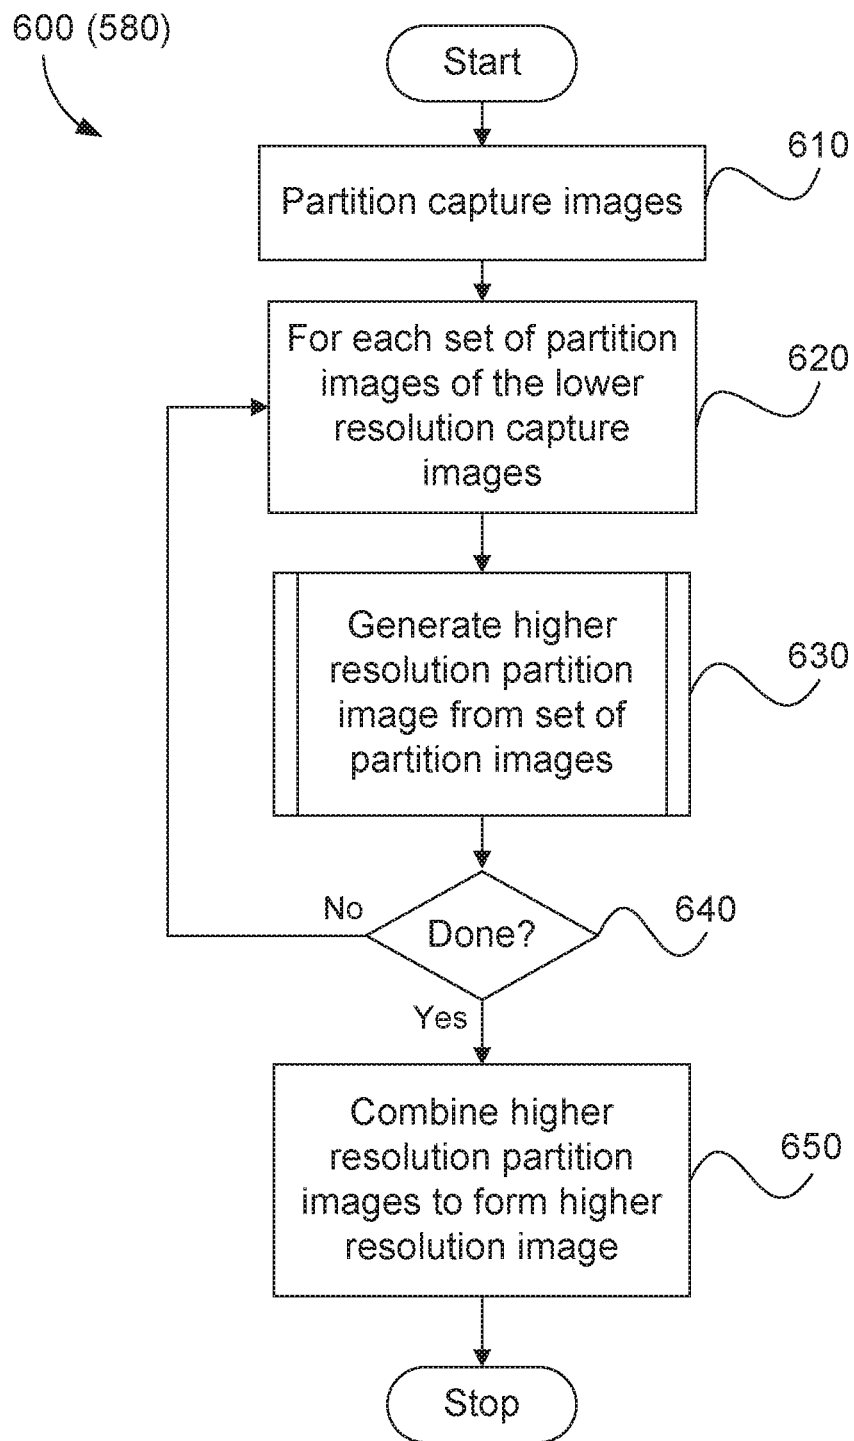 600 (580)
Start
610
Partition capture images
For each set of partition
images of the lower
resolution capture
images
620
Generate higher
resolution partition
image from set of
partition images
630
No
Done?
640
Yes
Combine higher
resolution partition
images to form higher
resolution image
650
Stop